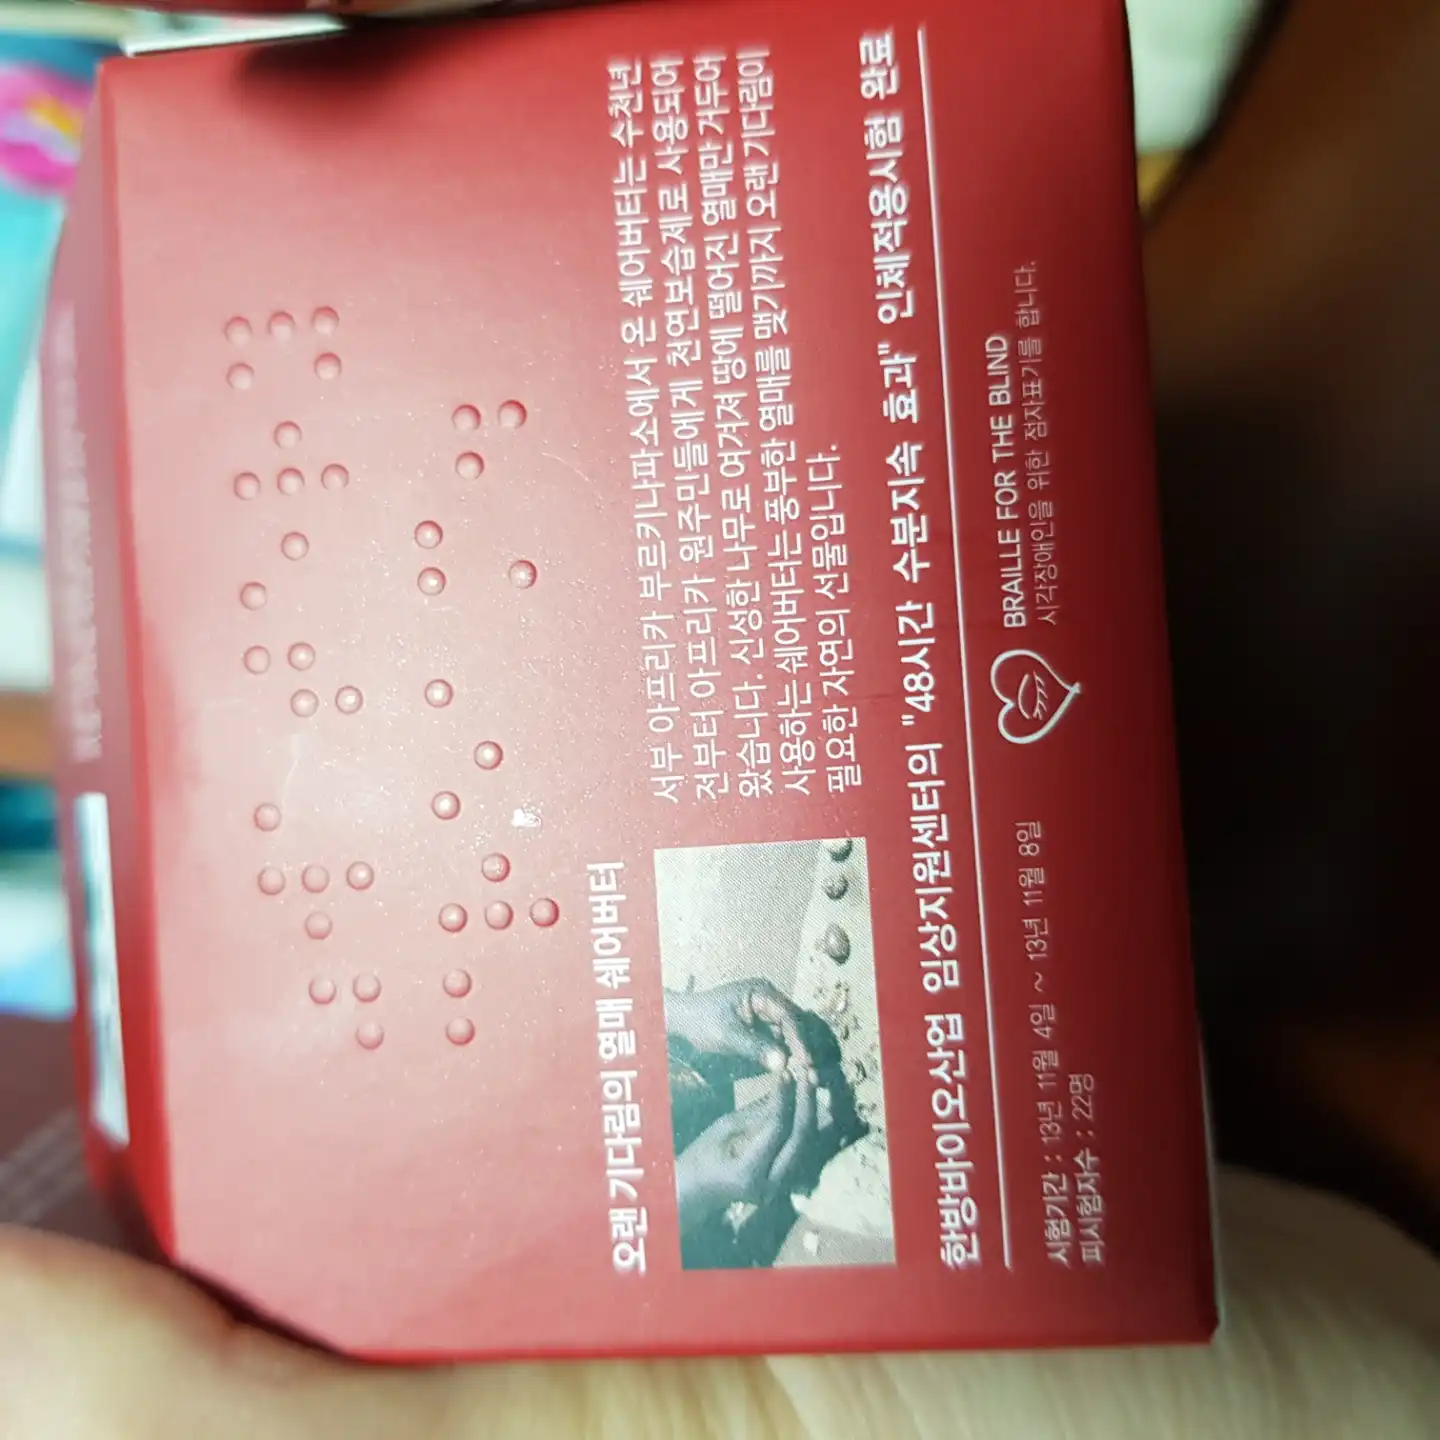 오랜 기다림의 열매 쉐어버터
서부 아프리카 부르키나파소에서 온 쉐어버터는 수천년
전부터 아프리카 원주민들에게 천연보습제로 사용되어
왔습니다. 신성한 나무로 여겨져 땅에 떨어진 열매만 거두어
사용하는 쉐어버터는 풍부한 열매를 맺기까지 오랜 기다림이
필요한 자연의 선물입니다.
한방바이오산업 임상지원센터의 "48시간 수분지속 효과" 인체적용시험 완료
시험기간 : 13년 11월 4일 ~ 13년 11월 8일
피시험자수 : 22명
BRAILLE FOR THE BLIND
시각장애인을 위한 점자표기를 합니다.